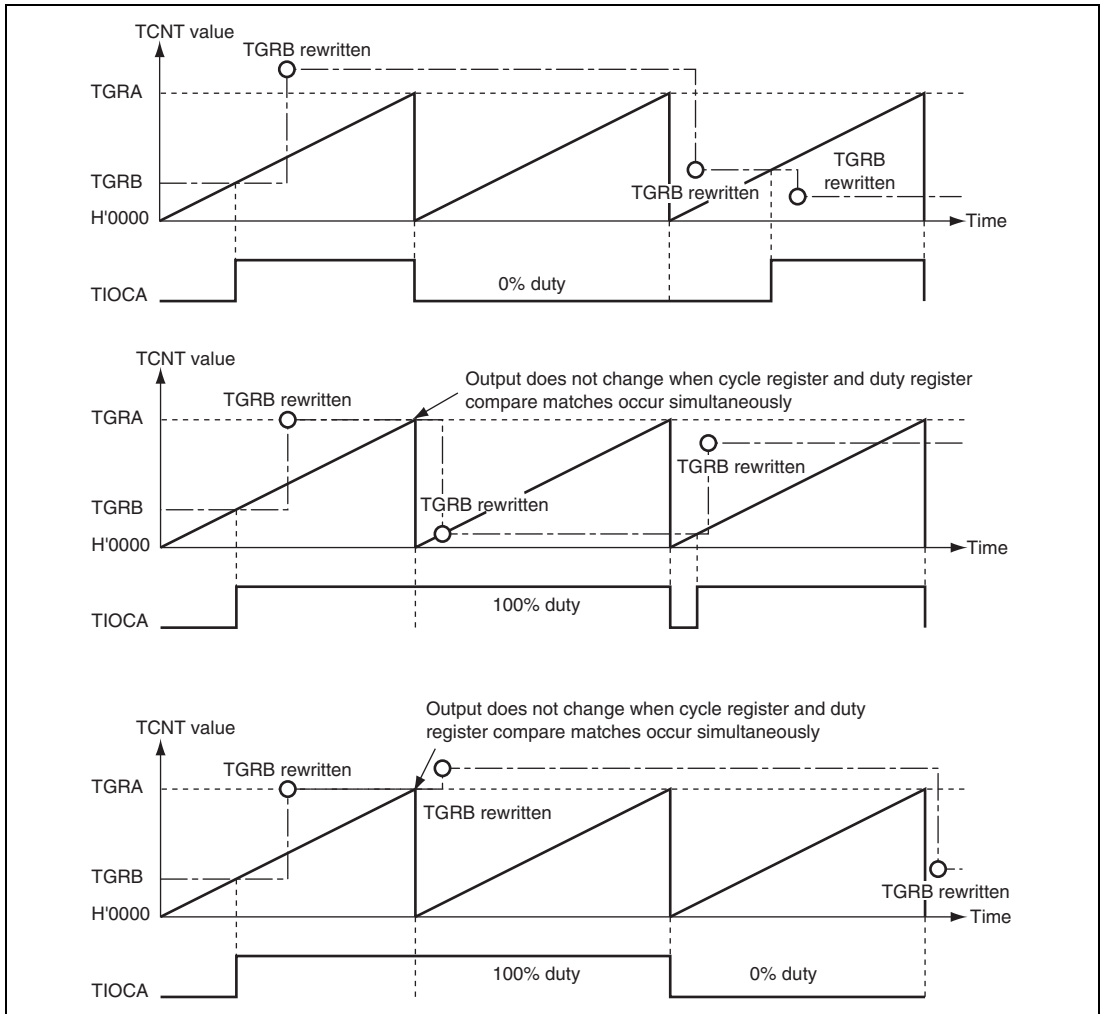 TCNT value
TGRB rewritten
TGRA
TGRB
rewritten
TGRB
TGRB rewritten
H'0000
Time
0% duty
TIOCA
TCNT value
Output does not change when cycle register and duty register
compare matches occur simultaneously
TGRB rewritten
TGRA
TGRB rewritten
TGRB rewritten
TGRB
H'0000
Time
100% duty
TIOCA
Output does not change when cycle register and duty
register compare matches occur simultaneously
TCNT value
TGRB rewritten
TGRA
TGRB rewritten
TGRB
TGRB rewritten
H'0000
Time
100% duty
0% duty
TIOCA